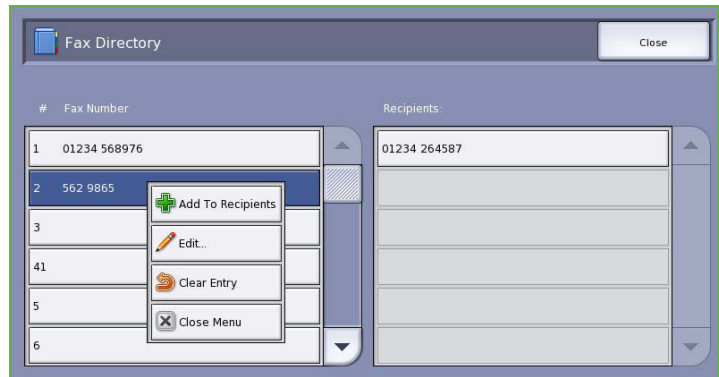 Fax Directory
Close
# Fax Number
Recipients:
1 01234 568976
01234 264587
2 562 9865
Add To Recipients
3
Edit...
41
Clear Entry
5
Close Menu
6